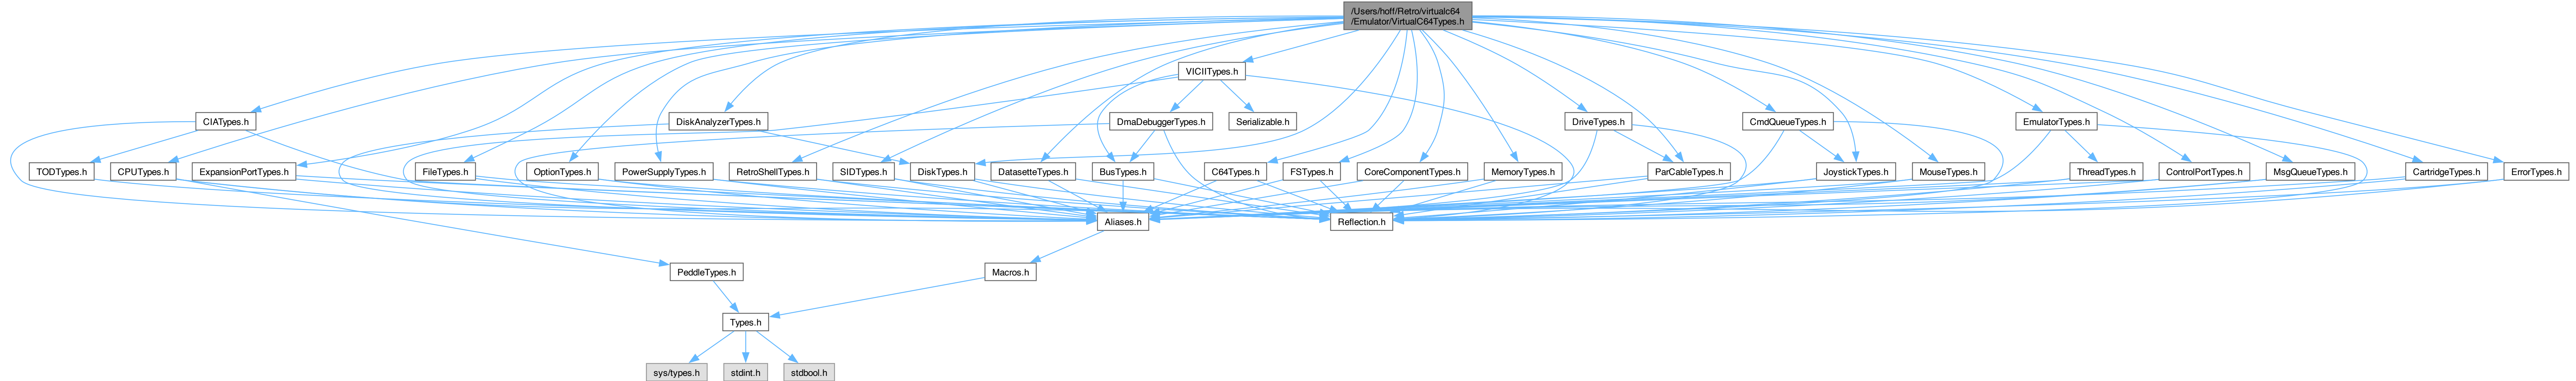 /Users/hoff/Retro/virtualc64
/Emulator/VirtualC64Types.h
VICIITypes.h
CIATypes.h
DiskAnalyzerTypes.h
DmaDebuggerTypes.h
Serializable.h
DriveTypes.h
CmdQueueTypes.h
EmulatorTypes.h
TODTypes.h
CPUTypes.h
ExpansionPortTypes.h
FileTypes.h
OptionTypes.h
PowerSupplyTypes.h
RetroShellTypes.h
SIDTypes.h
DiskTypes.h
DatasetteTypes.h
BusTypes.h
C64Types.h
FSTypes.h
CoreComponentTypes.h
MemoryTypes.h
ParCableTypes.h
JoystickTypes.h
MouseTypes.h
ThreadTypes.h
ControlPortTypes.h
MsgQueueTypes.h
CartridgeTypes.h
ErrorTypes.h
Aliases.h
Reflection.h
PeddleTypes.h
Macros.h
Types.h
sys/types.h
stdint.h
stdbool.h